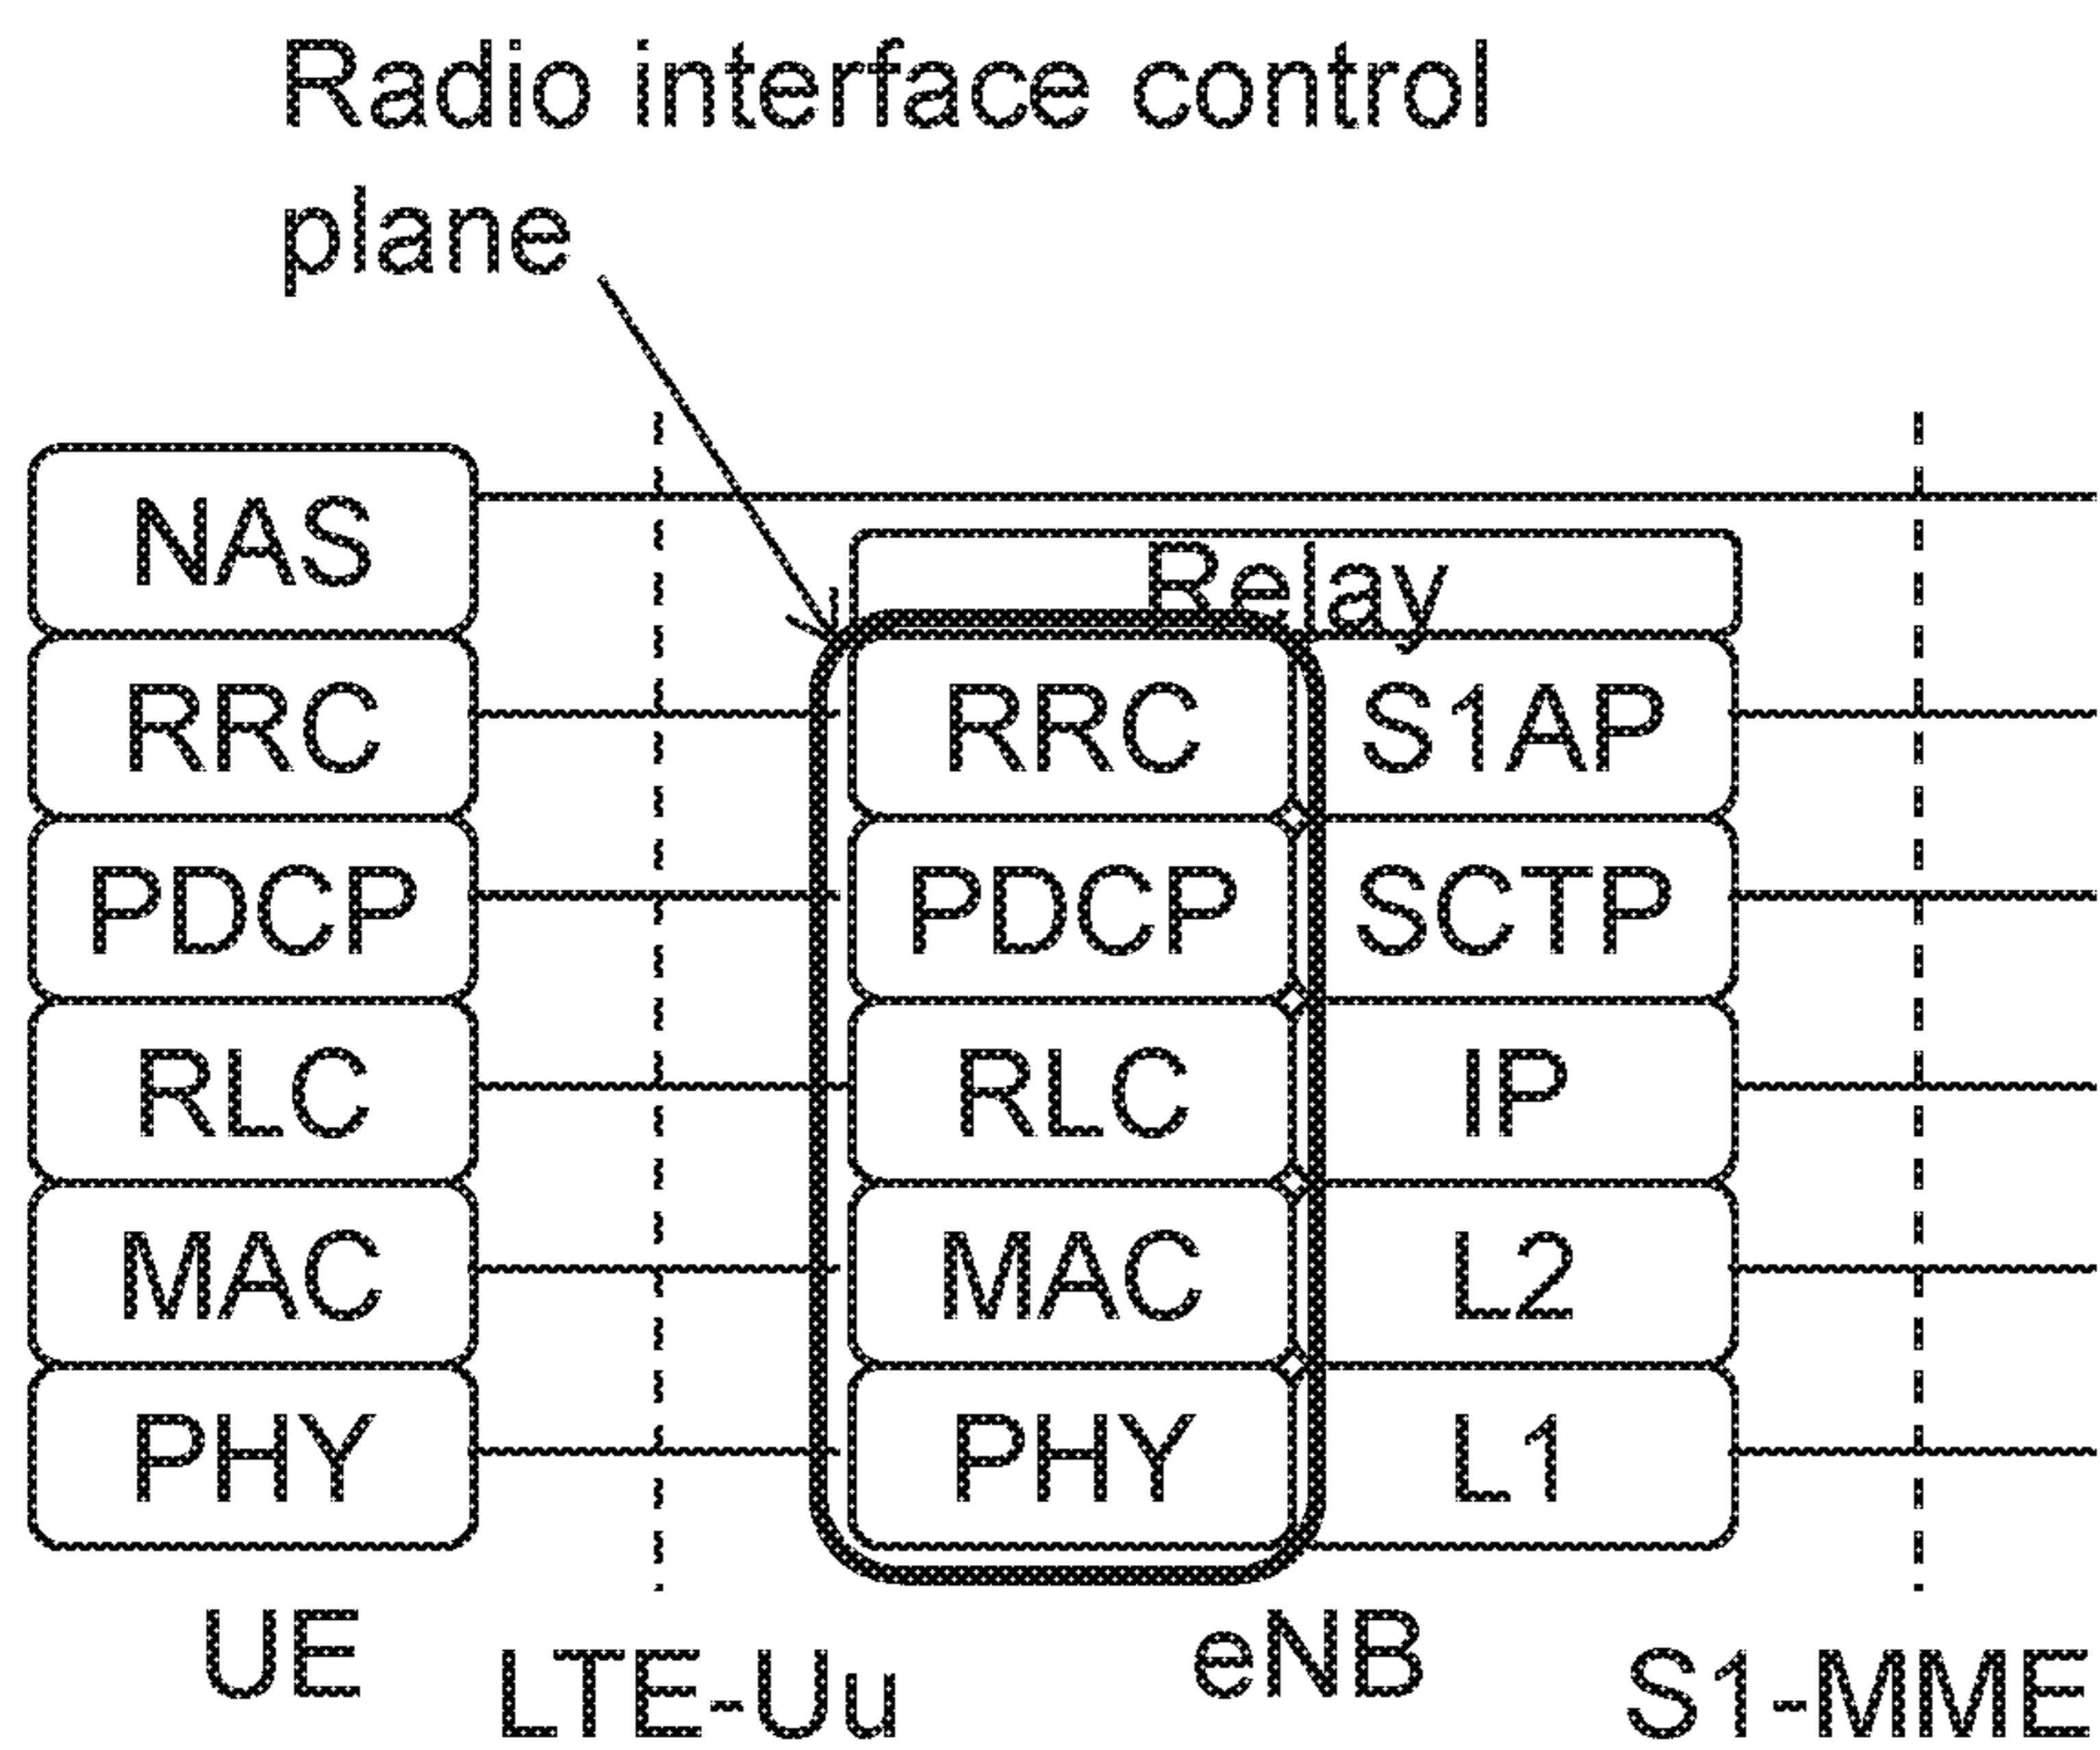 Radio interface control
plane
NAS
Relay
RRC RRC S1AP
PDCP PDCP SCTP
RLC RLC IP
MAC MAC L2
PHY PHY L1
UE eNB
LTE-Uu S1-MME